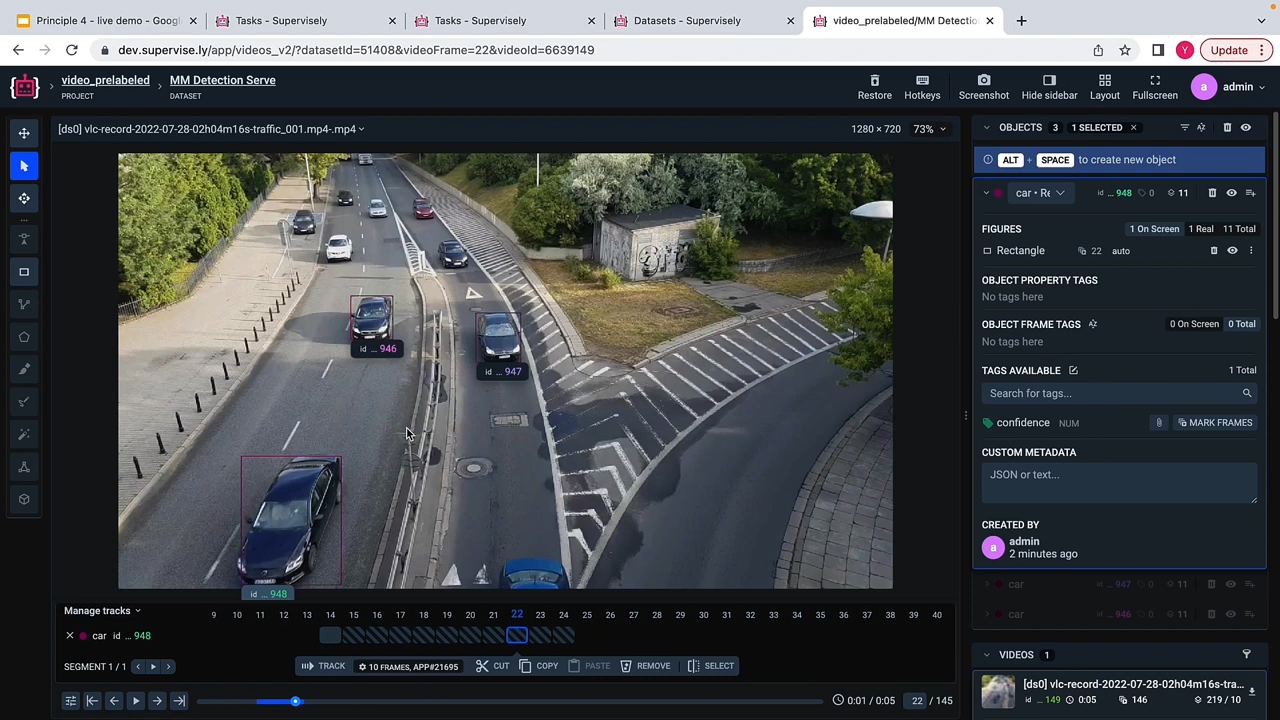 Principle 4 - live demo - Googl
Tasks - Supervisely
Tasks - Supervisely
Datasets - Supervisely
video_prelabeled/MM Detectio
dev.supervise.ly/app/videos_v2/?datasetId=51408&videoFrame=22&videoId=6639149
Y
Update
video_prelabeled
PROJECT
MM Detection Serve
DATASET
Restore
Hotkeys
Screenshot
Hide sidebar
Layout
Fullscreen
a
admin
[ds0] vlc-record-2022-07-28-02h04m16s-traffic_001.mp4-.mp4
1280 × 720
73%
id ... 946
id ... 947
id ... 948
OBJECTS 3 1 SELECTED
ALT + SPACE to create new object
car • Re
id ... 948 0 11
FIGURES
1 On Screen 1 Real 11 Total
Rectangle
22 auto
OBJECT PROPERTY TAGS
No tags here
OBJECT FRAME TAGS
0 On Screen 0 Total
No tags here
TAGS AVAILABLE
1 Total
Search for tags...
confidence NUM
MARK FRAMES
CUSTOM METADATA
JSON or text...
CREATED BY
a
admin
2 minutes ago
car id ... 947 0 11
car id ... 946 0 11
VIDEOS 1
[ds0] vlc-record-2022-07-28-02h04m16s-tra...
id ... 149 0:05 146 219 / 10
Manage tracks
9 10 11 12 13 14 15 16 17 18 19 20 21 22 23 24 25 26 27 28 29 30 31 32 33 34 35 36 37 38 39 40
car id ... 948
SEGMENT 1 / 1
TRACK
10 FRAMES, APP#21695
CUT
COPY
PASTE
REMOVE
SELECT
0:01 / 0:05
22 / 145